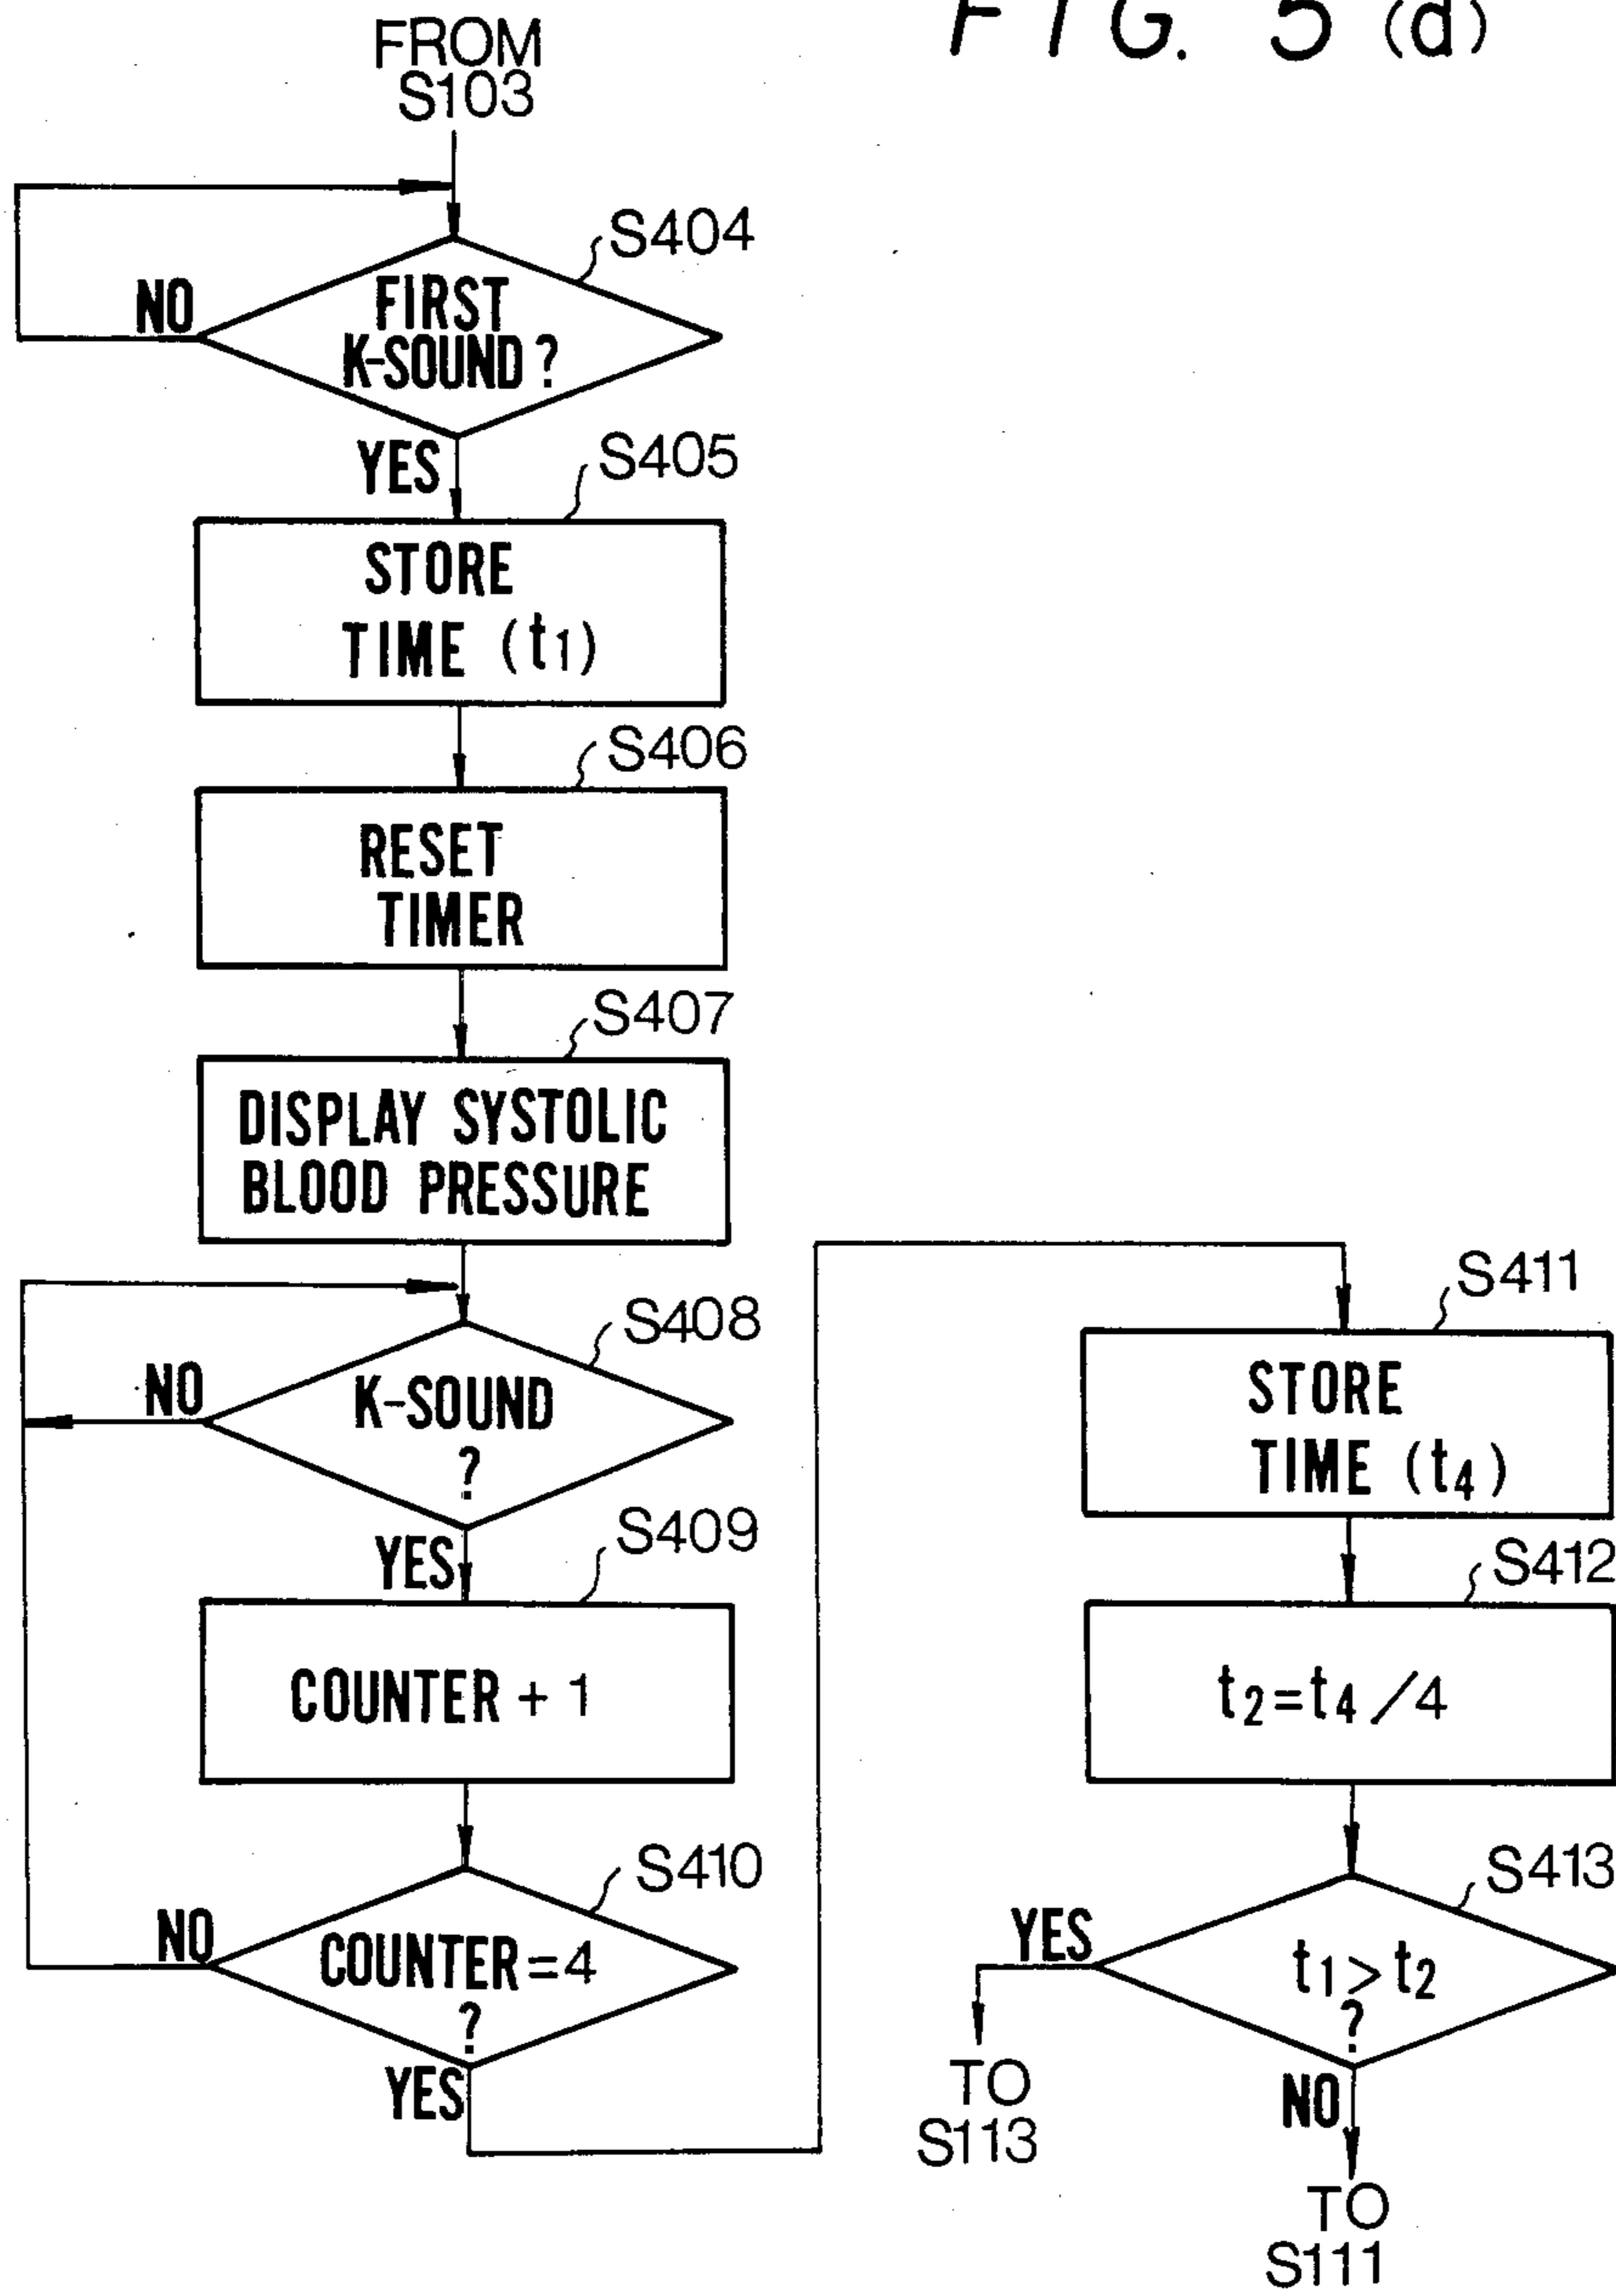 FIG. 5 (d)
FROM
S103
S404
NO
FIRST
K-SOUND ?
YES
S405
STORE
TIME (t1)
S406
RESET
TIMER
S407
DISPLAY SYSTOLIC
BLOOD PRESSURE
S408
NO
K-SOUND
?
YES
S409
COUNTER + 1
S410
NO
COUNTER = 4
?
YES
S411
STORE
TIME (t4)
S412
t2 = t4 / 4
S413
YES
t1 > t2
?
TO
S113
NO
TO
S111